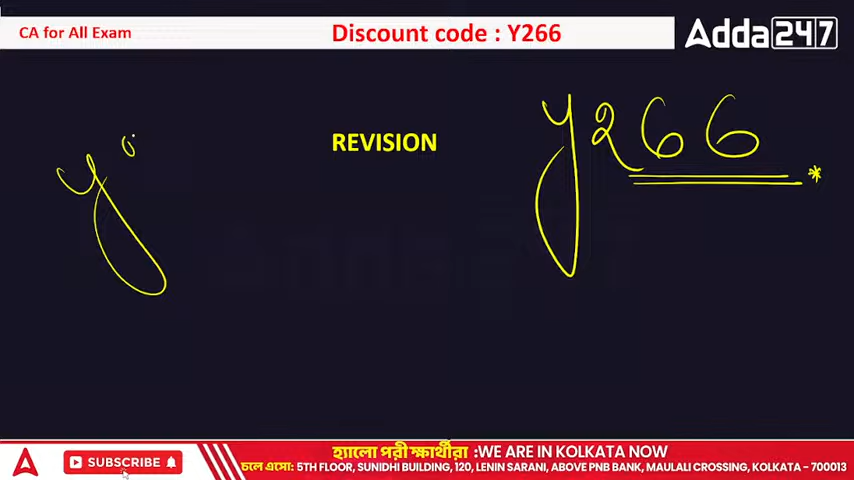 CA for All Exam
Discount code : Y266
Adda247
REVISION
y266
y
হ্যালো পরীক্ষার্থীরা :WE ARE IN KOLKATA NOW
SUBSCRIBE
চলে এসো: 5TH FLOOR, SUNIDHI BUILDING, 120, LENIN SARANI, ABOVE PNB BANK, MAULALI CROSSING, KOLKATA - 700013